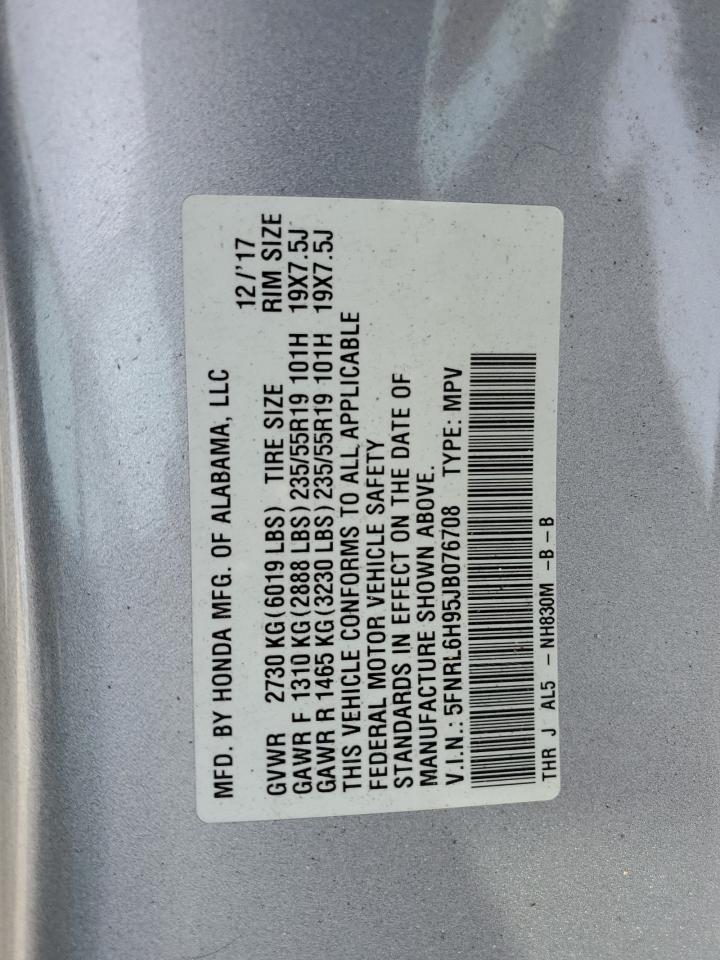 MFD. BY HONDA MFG. OF ALABAMA, LLC
12/'17
GVWR 2730 KG(6019 LBS) TIRE SIZE RIM SIZE
GAWR F 1310 KG(2888 LBS)235/55R19 101H 19X7.5J
GAWR R 1465 KG(3230 LBS)235/55R19 101H 19X7.5J
THIS VEHICLE CONFORMS TO ALL APPLICABLE
FEDERAL MOTOR VEHICLE SAFETY
STANDARDS IN EFFECT ON THE DATE OF
MANUFACTURE SHOWN ABOVE.
V.I.N.: 5FNRL6H95JB076708 TYPE: MPV
THR J AL5 - NH830M -B - B